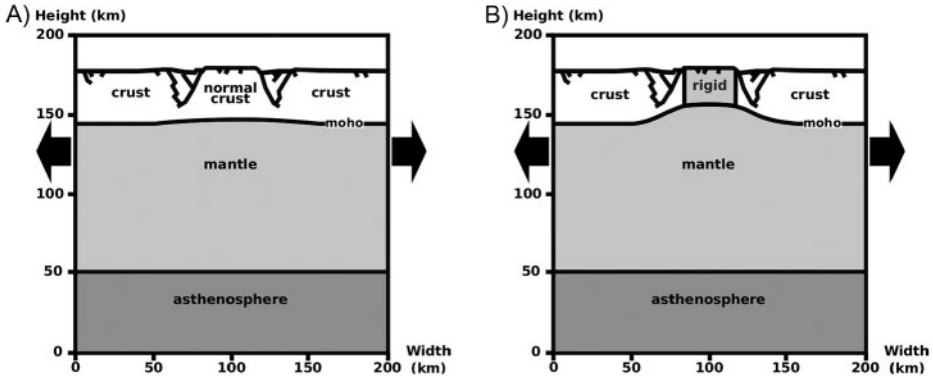 A)
Height (km)
200
150
100
50
0
crust
normal
crust
crust
moho
mantle
asthenosphere
0
50
100
150
200
Width
(km)
B)
Height (km)
200
150
100
50
0
crust
rigid
crust
moho
mantle
asthenosphere
0
50
100
150
200
Width
(km)